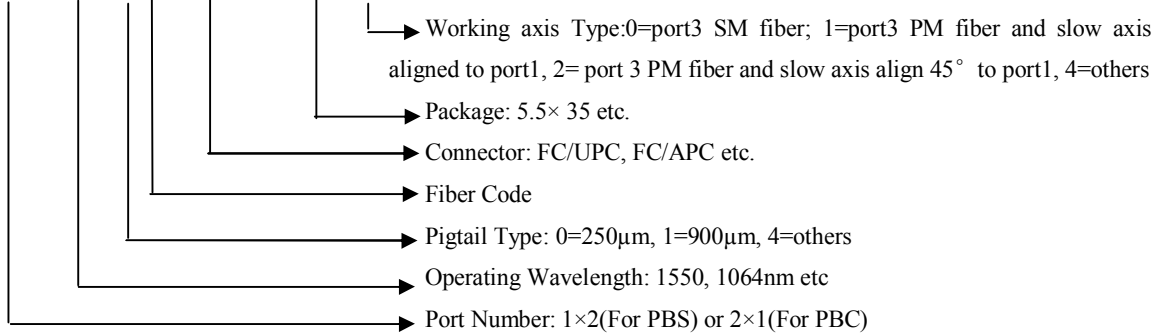 Working axis Type:0=port3 SM fiber; 1=port3 PM fiber and slow axis
aligned to port1, 2= port 3 PM fiber and slow axis align 45° to port1, 4=others
Package: 5.5× 35 etc.
Connector: FC/UPC, FC/APC etc.
Fiber Code
Pigtail Type: 0=250μm, 1=900μm, 4=others
Operating Wavelength: 1550, 1064nm etc
Port Number: 1×2(For PBS) or 2×1(For PBC)